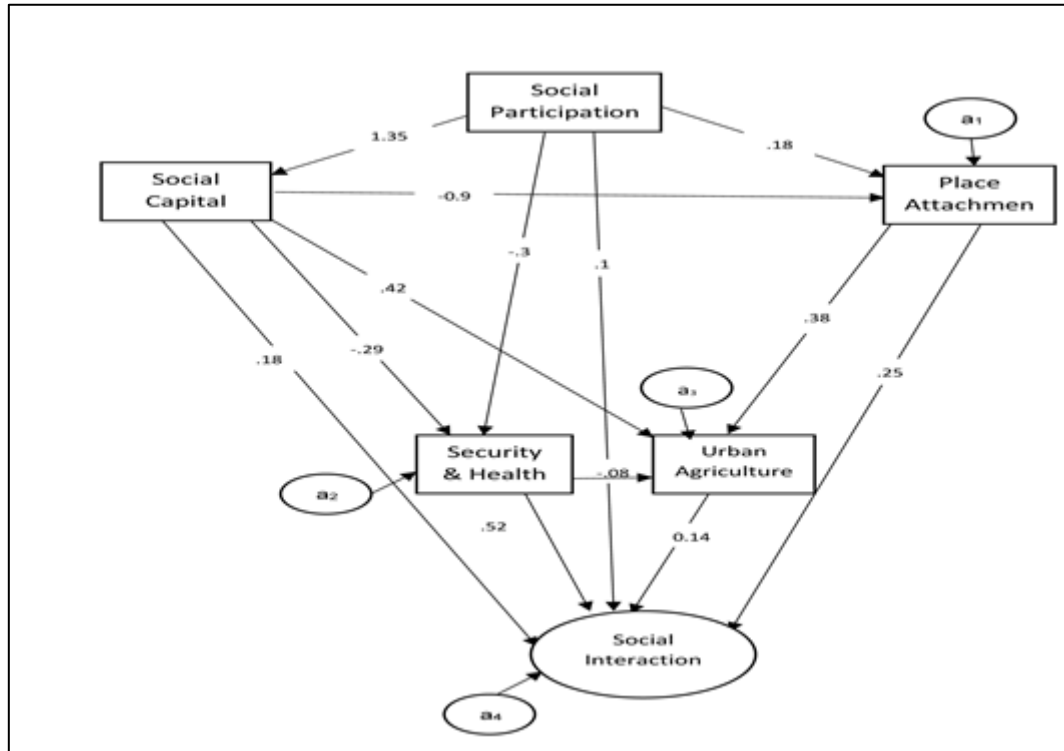 Social
Participation
a₁
1.35
.18
Social
Capital
Place
Attachmen
-0.9
-.3
.1
.42
.38
-.29
.18
.25
a₃
Security
& Health
Urban
Agriculture
-.08
a₂
.52
0.14
Social
Interaction
a₄